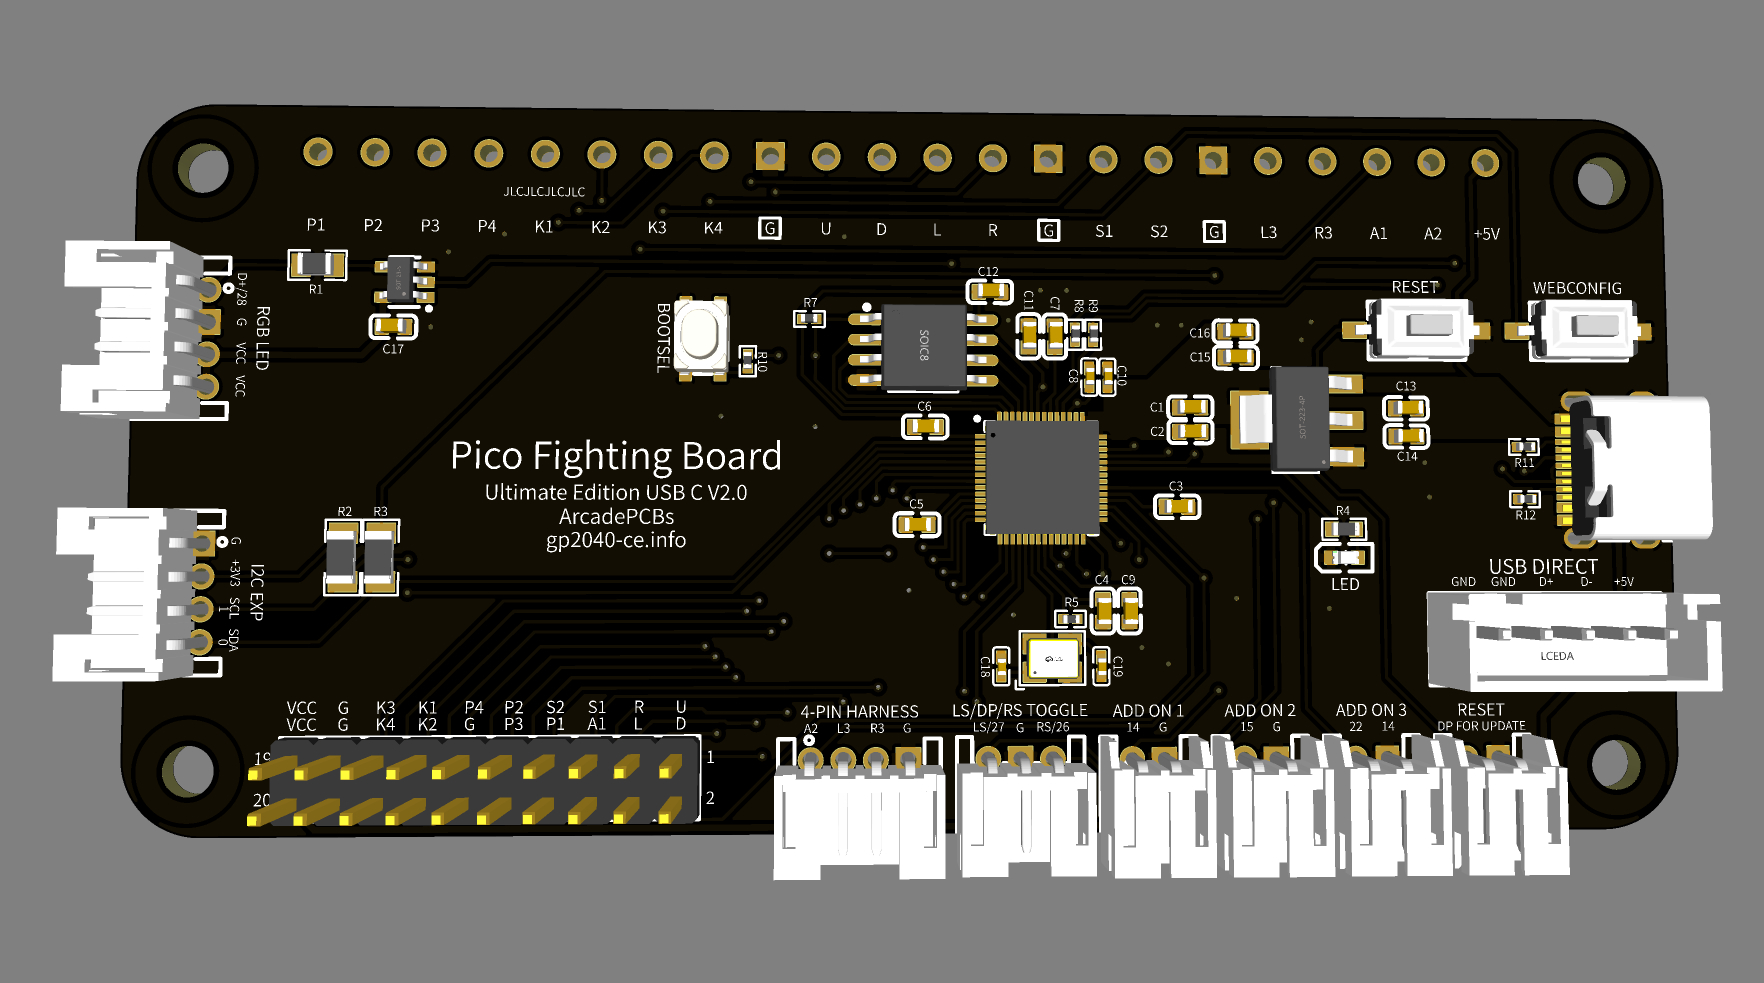 JLCJLCJLCJLC
P1 P2 P3 P4 K1 K2 K3 K4 G U D L R G S1 S2 G L3 R3 A1 A2 +5V
R1
C17
D+/28 G VCC VCC
RGB LED
BOOTSEL
R10
R7
SOIC8
C12
C11
C7
R8
R9
C8
C10
C16
C15
RESET
WEBCONFIG
C6
C1
C2
SOT-223-4P
C13
C14
R11
R12
Pico Fighting Board
Ultimate Edition USB C V2.0
ArcadePCBs
gp2040-ce.info
C5
C3
R4
LED
R2 R3
G +3V3 SCL SDA
1 0
I2C EXP
USB DIRECT
GND GND D+ D- +5V
LCEDA
C4 C9
R5
C18
C19
VCC G K3 K1 P4 P2 S2 S1 R U
VCC G K4 K2 G P3 P1 A1 L D
19 1
20 2
4-PIN HARNESS
A2 L3 R3 G
LS/DP/RS TOGGLE
LS/27 G RS/26
ADD ON 1
14 G
ADD ON 2
15 G
ADD ON 3
22 14
RESET
DP FOR UPDATE